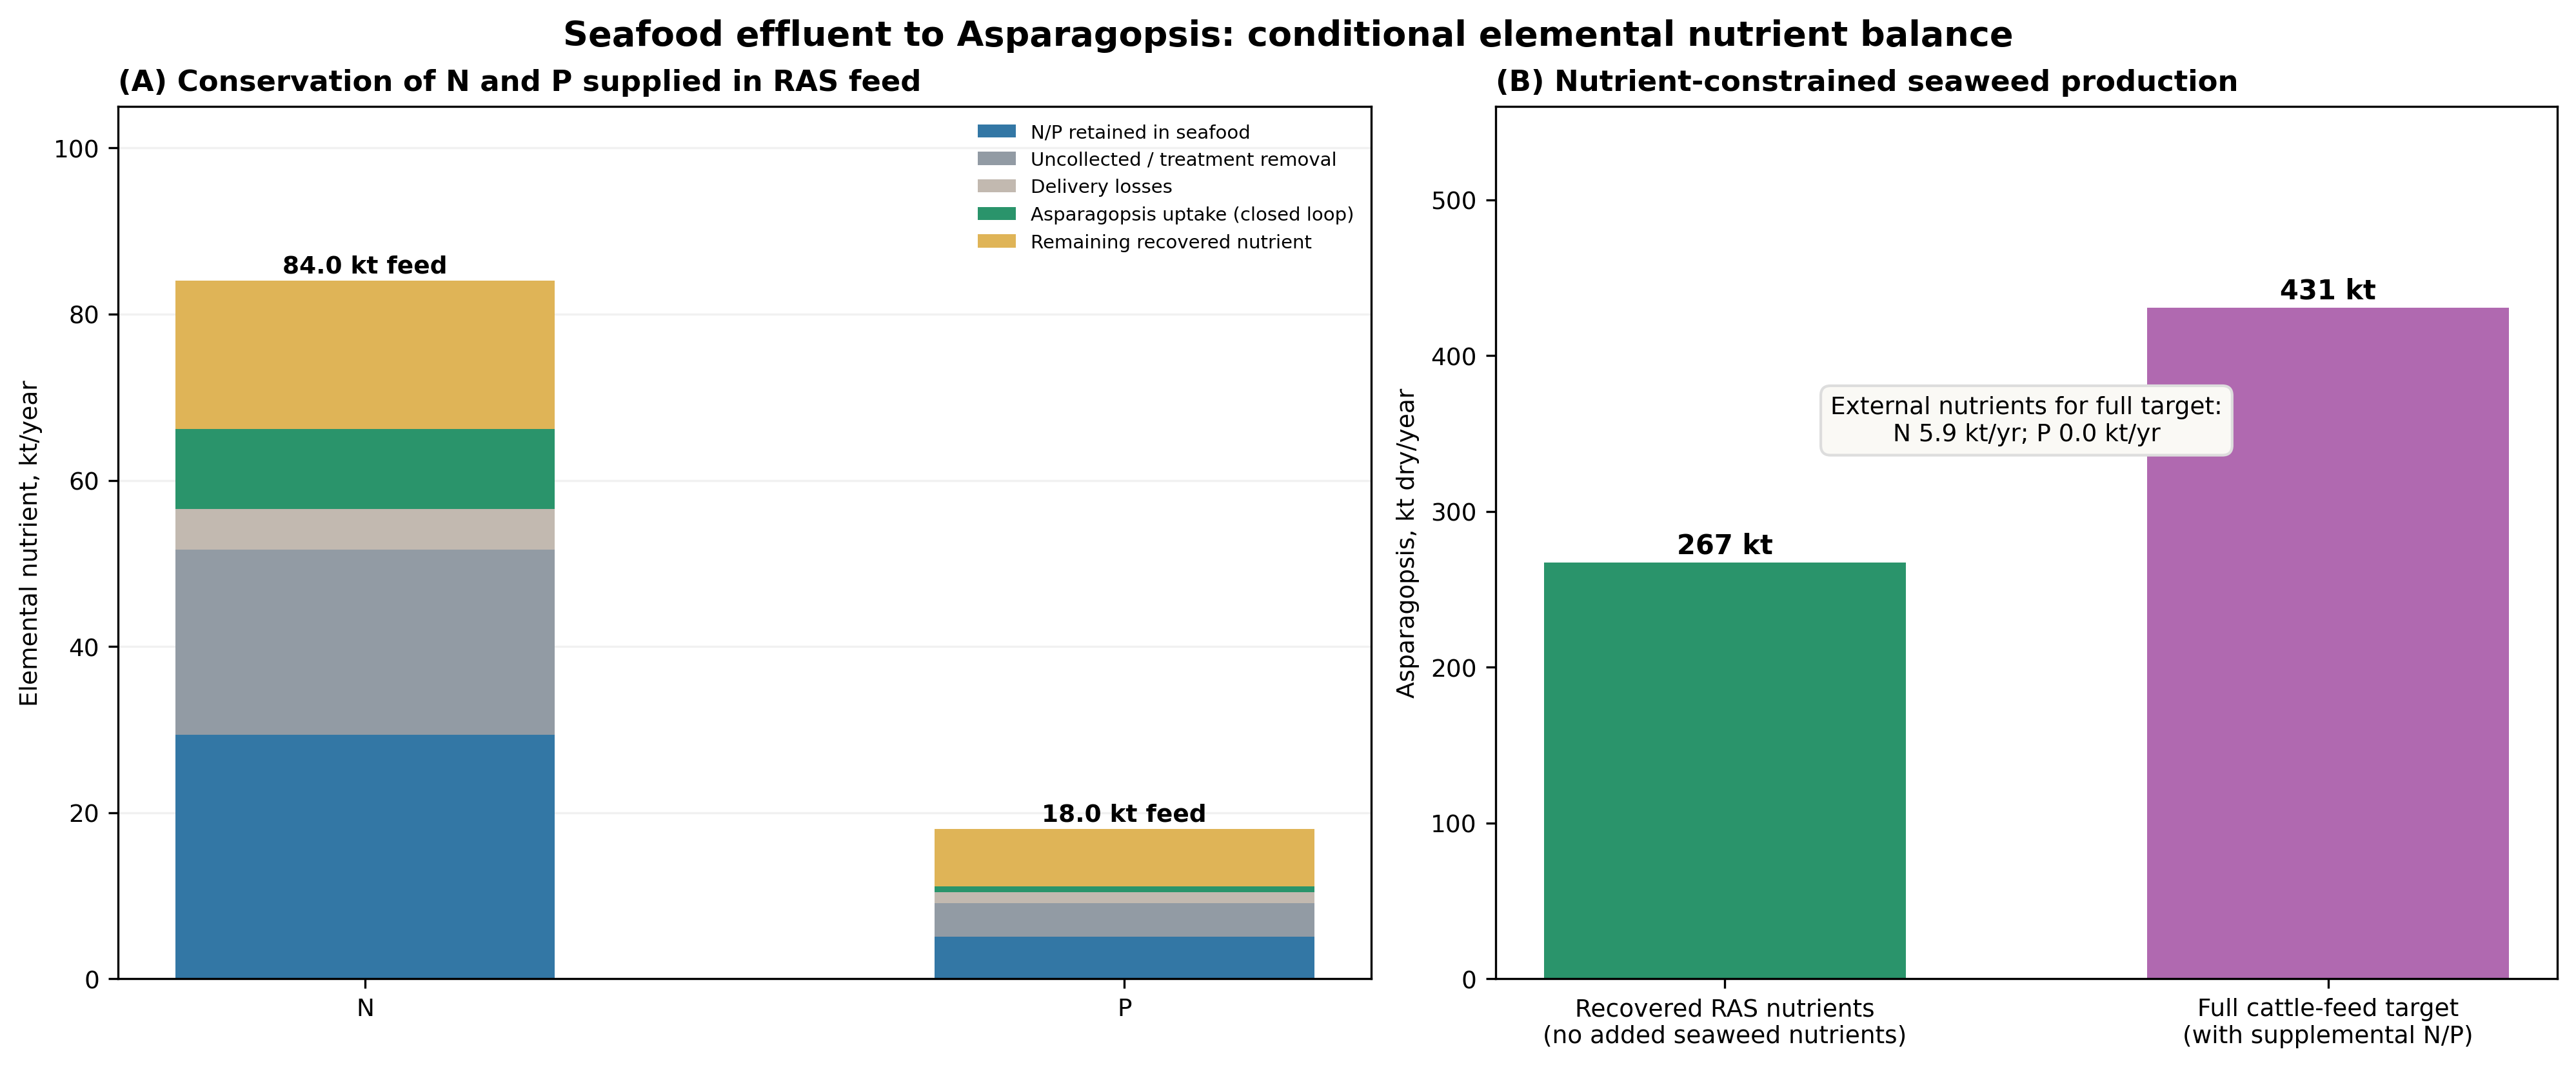 Seafood effluent to Asparagopsis: conditional elemental nutrient balance
(A) Conservation of N and P supplied in RAS feed
Elemental nutrient, kt/year
100
80
60
40
20
0
N/P retained in seafood
Uncollected / treatment removal
Delivery losses
Asparagopsis uptake (closed loop)
Remaining recovered nutrient
84.0 kt feed
18.0 kt feed
N
P
(B) Nutrient-constrained seaweed production
Asparagopsis, kt dry/year
500
400
300
200
100
0
431 kt
External nutrients for full target:
N 5.9 kt/yr; P 0.0 kt/yr
267 kt
Recovered RAS nutrients
(no added seaweed nutrients)
Full cattle-feed target
(with supplemental N/P)